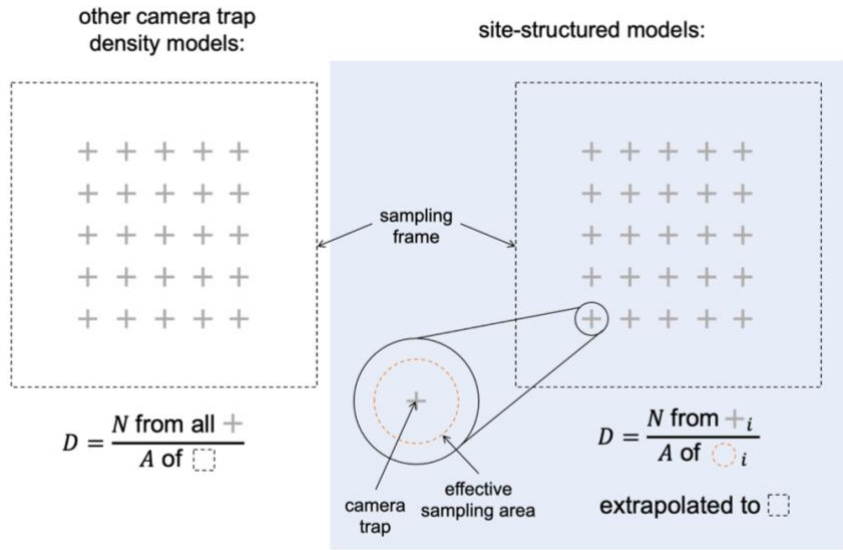 other camera trap
density models:
site-structured models:
sampling
frame
D = N from all +
A of
D = N from + i
A of i
camera
trap
effective
sampling area
extrapolated to